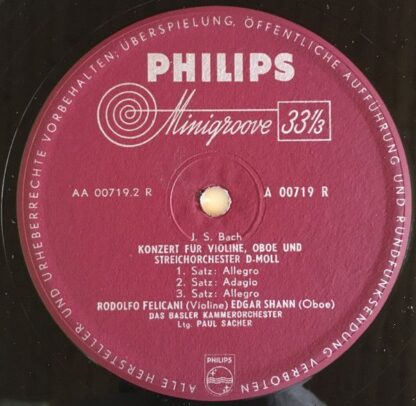 ALLE HERSTELLER- UND URHEBERRECHTE VORBEHALTEN, ÜBERSPIELUNG, ÖFFENTLICHE AUFFÜHRUNG UND RUNDFUNKSENDUNG VERBOTEN
PHILIPS
Minigroove 33⅓
AA 00719.2 R A 00719 R
J. S. Bach
KONZERT FÜR VIOLINE, OBOE UND
STREICHORCHESTER D-MOLL
1. Satz: Allegro
2. Satz: Adagio
3. Satz: Allegro
RODOLFO FELICANI (Violine) EDGAR SHANN (Oboe)
DAS BASLER KAMMERORCHESTER
Ltg. PAUL SACHER
PHILIPS